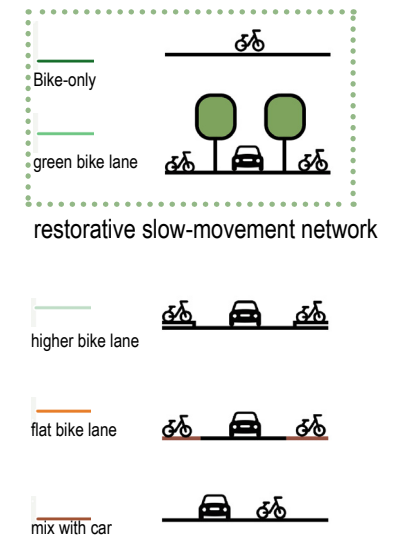 Bike-only
green bike lane
restorative slow-movement network
higher bike lane
flat bike lane
mix with car